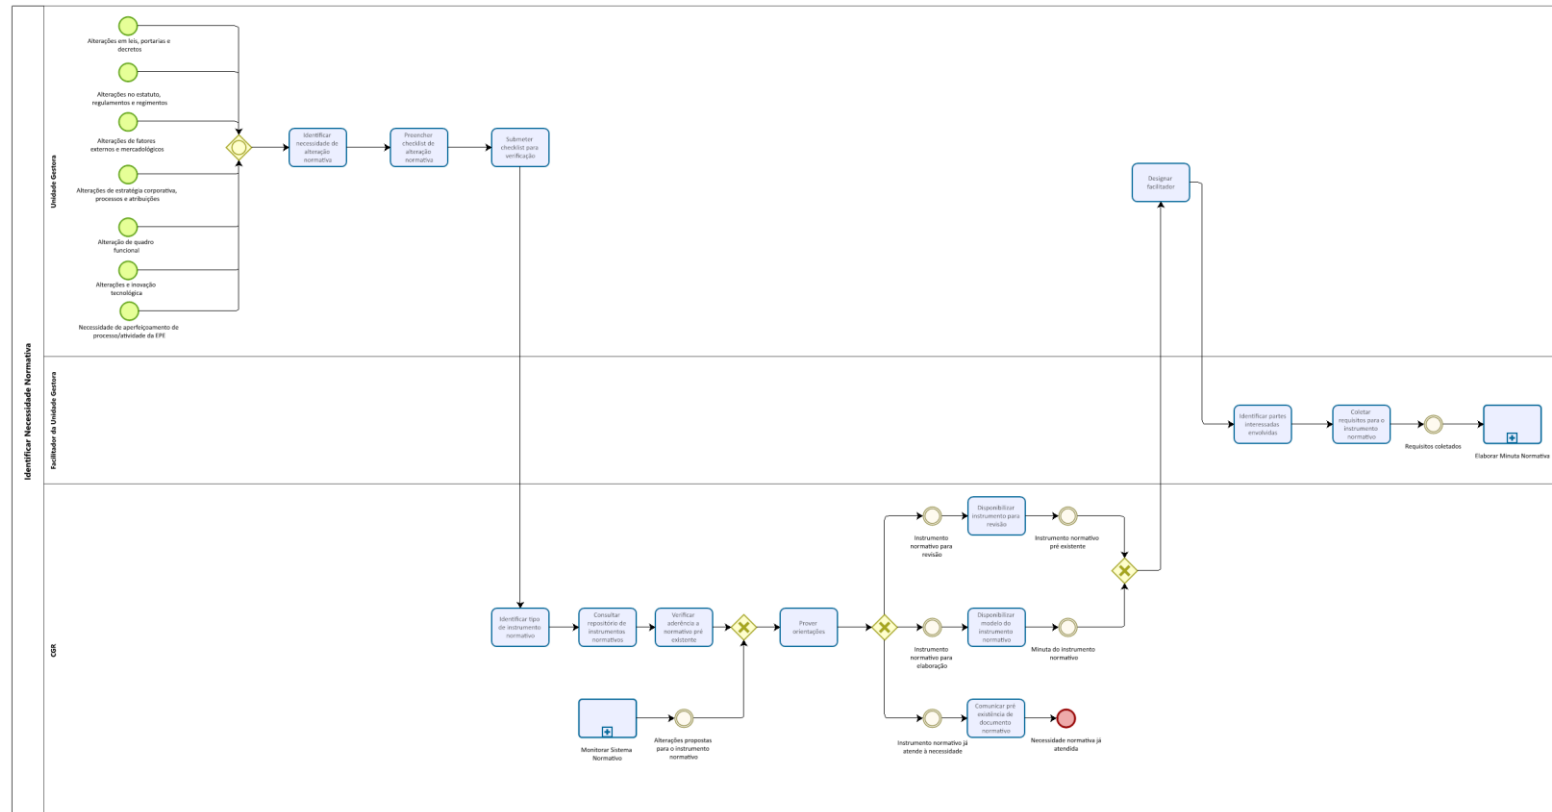 Identificar Necessidade Normativa
Unidade Gestora
Alterações em leis, portarias e
decretos
Alterações no estatuto,
regulamentos e regimentos
Alterações de fatores
externos e mercadológicos
Alterações de estratégia corporativa,
processos e atribuições
Alteração de quadro
funcional
Alterações e inovação
tecnológica
Necessidade de aperfeiçoamento de
processo/atividade da EPE
Identificar
necessidade de
alteração
normativa
Preencher
checklist de
alteração
normativa
Submeter
checklist para
verificação
Designar
facilitador
Facilitador da Unidade Gestora
Identificar partes
interessadas
envolvidas
Coletar
requisitos para o
instrumento
normativo
Requisitos coletados
Elaborar Minuta Normativa
CGR
Identificar tipo
de instrumento
normativo
Consultar
repositório de
instrumentos
normativos
Verificar
aderência a
normativo pré
existente
Prover
orientações
Monitorar Sistema
Normativo
Alterações propostas
para o instrumento
normativo
Instrumento
normativo para
revisão
Disponibilizar
instrumento para
revisão
Instrumento normativo
pré existente
Instrumento
normativo para
elaboração
Disponibilizar
modelo do
instrumento
normativo
Minuta do instrumento
normativo
Instrumento normativo já
atende à necessidade
Comunicar pré
existência de
documento
normativo
Necessidade normativa já
atendida